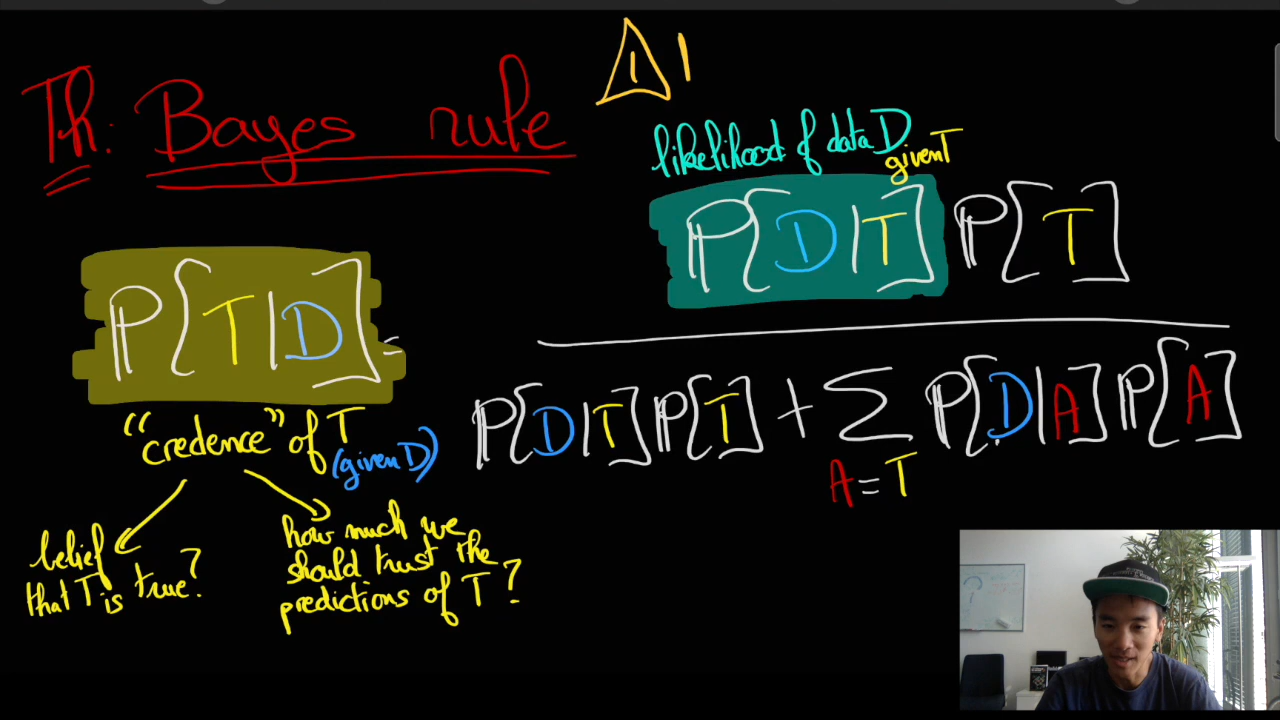 Th: Bayes rule
! 1
likelihood of data D
given T
P[D|T] P[T]
P[T|D] =
P[D|T] P[T] + ∑ P[D|A] P[A]
A = T
"credence" of T
(given D)
belief
that T is true?
how much we
should trust the
predictions of T?